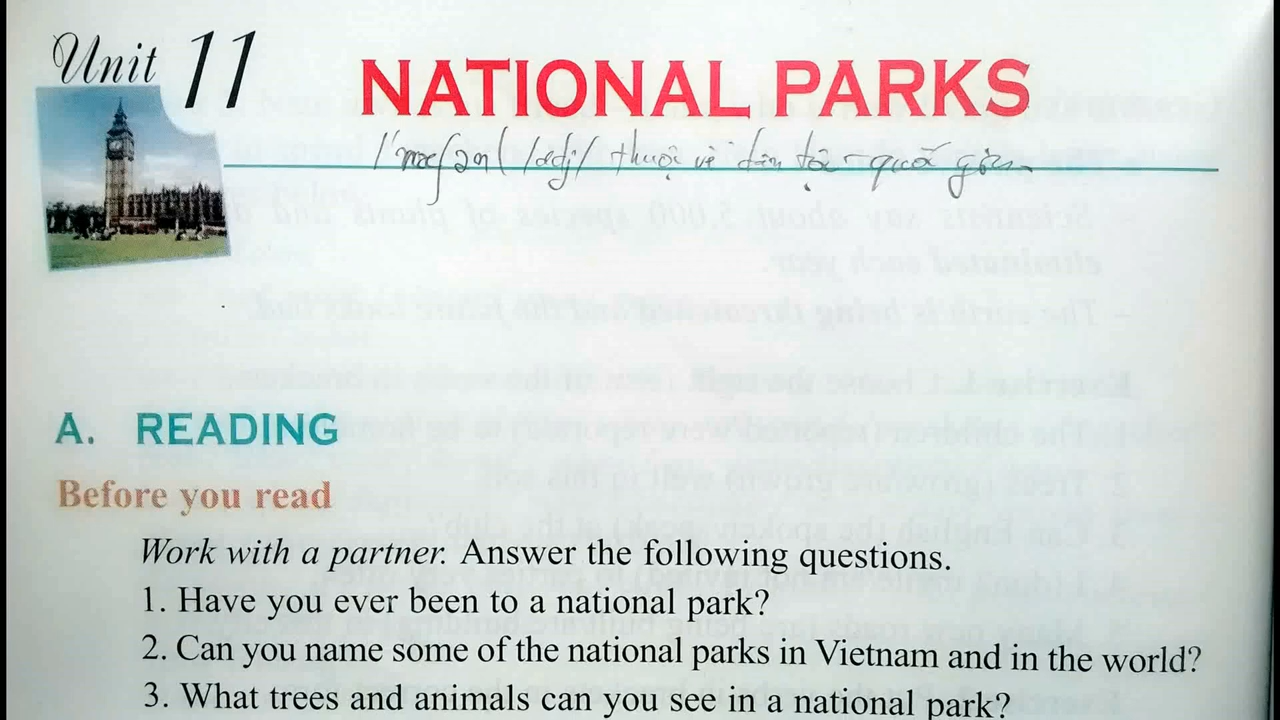 Unit 11
NATIONAL PARKS
/ˈnæʃən/ /adj/ thuộc về dân tộc - quốc gia
A. READING
Before you read
Work with a partner. Answer the following questions.
1. Have you ever been to a national park?
2. Can you name some of the national parks in Vietnam and in the world?
3. What trees and animals can you see in a national park?